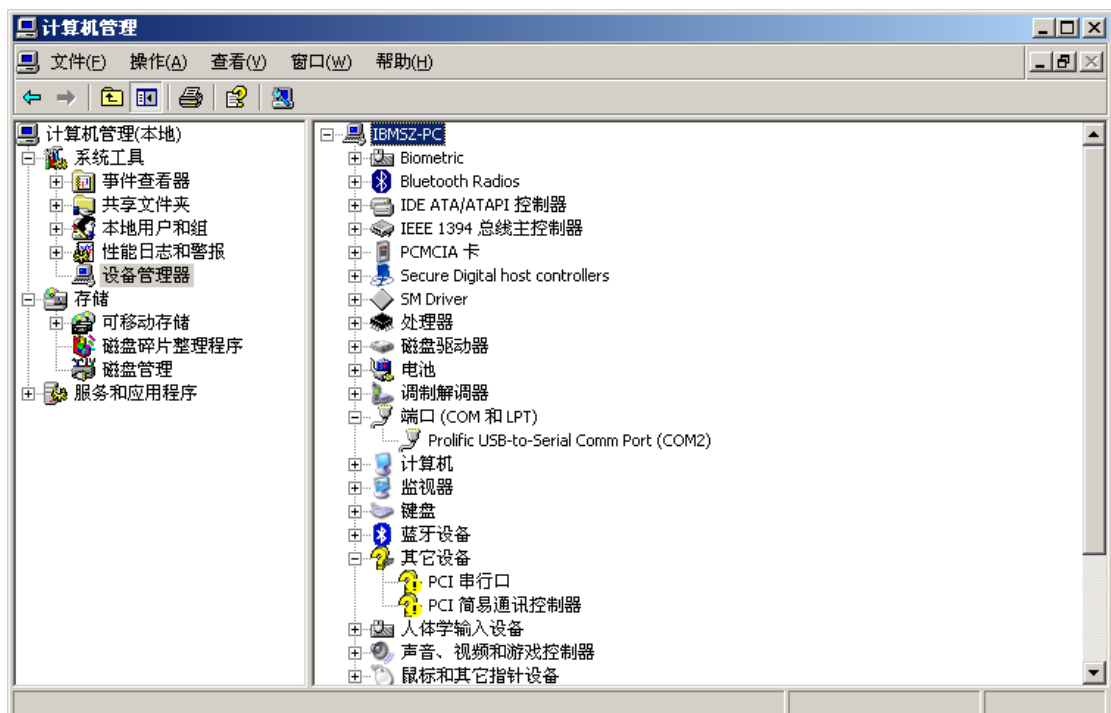 计算机管理
文件(F) 操作(A) 查看(V) 窗口(W) 帮助(H)
计算机管理(本地)
系统工具
事件查看器
共享文件夹
本地用户和组
性能日志和警报
设备管理器
存储
可移动存储
磁盘碎片整理程序
磁盘管理
服务和应用程序
IBMSZ-PC
Biometric
Bluetooth Radios
IDE ATA/ATAPI 控制器
IEEE 1394 总线主控制器
PCMCIA 卡
Secure Digital host controllers
SM Driver
处理器
磁盘驱动器
电池
调制解调器
端口 (COM 和 LPT)
Prolific USB-to-Serial Comm Port (COM2)
计算机
监视器
键盘
蓝牙设备
其它设备
PCI 串行口
PCI 简易通讯控制器
人体学输入设备
声音、视频和游戏控制器
鼠标和其它指针设备